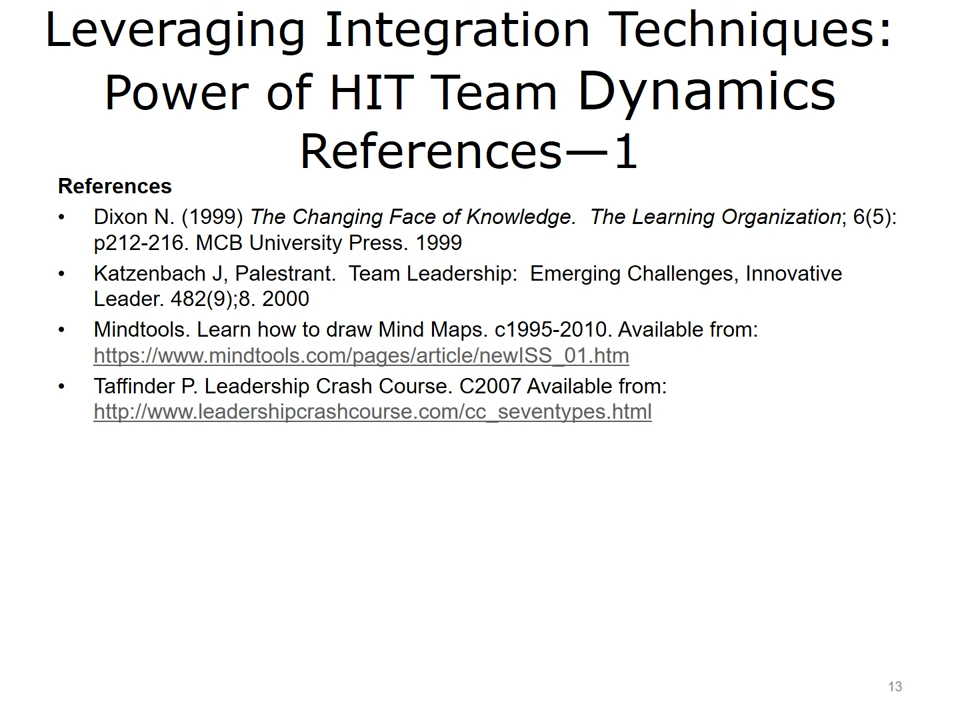 Leveraging Integration Techniques:
Power of HIT Team Dynamics
References—1
References
• Dixon N. (1999) The Changing Face of Knowledge.  The Learning Organization; 6(5):
p212-216. MCB University Press. 1999
• Katzenbach J, Palestrant.  Team Leadership:  Emerging Challenges, Innovative
Leader. 482(9);8. 2000
• Mindtools. Learn how to draw Mind Maps. c1995-2010. Available from:
https://www.mindtools.com/pages/article/newISS_01.htm
• Taffinder P. Leadership Crash Course. C2007 Available from:
http://www.leadershipcrashcourse.com/cc_seventypes.html
13